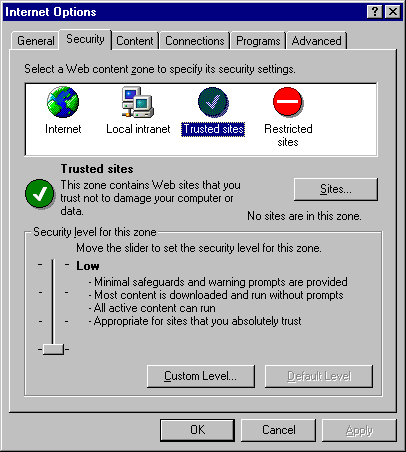 Internet Options
General Security Content Connections Programs Advanced
Select a Web content zone to specify its security settings.
Internet Local intranet Trusted sites Restricted
sites
Trusted sites
This zone contains Web sites that you
trust not to damage your computer or
data.
Sites...
No sites are in this zone.
Security level for this zone
Move the slider to set the security level for this zone.
Low
- Minimal safeguards and warning prompts are provided
- Most content is downloaded and run without prompts
- All active content can run
- Appropriate for sites that you absolutely trust
Custom Level... Default Level
OK Cancel Apply